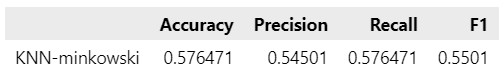 Accuracy Precision Recall F1
KNN-minkowski 0.576471 0.54501 0.576471 0.5501